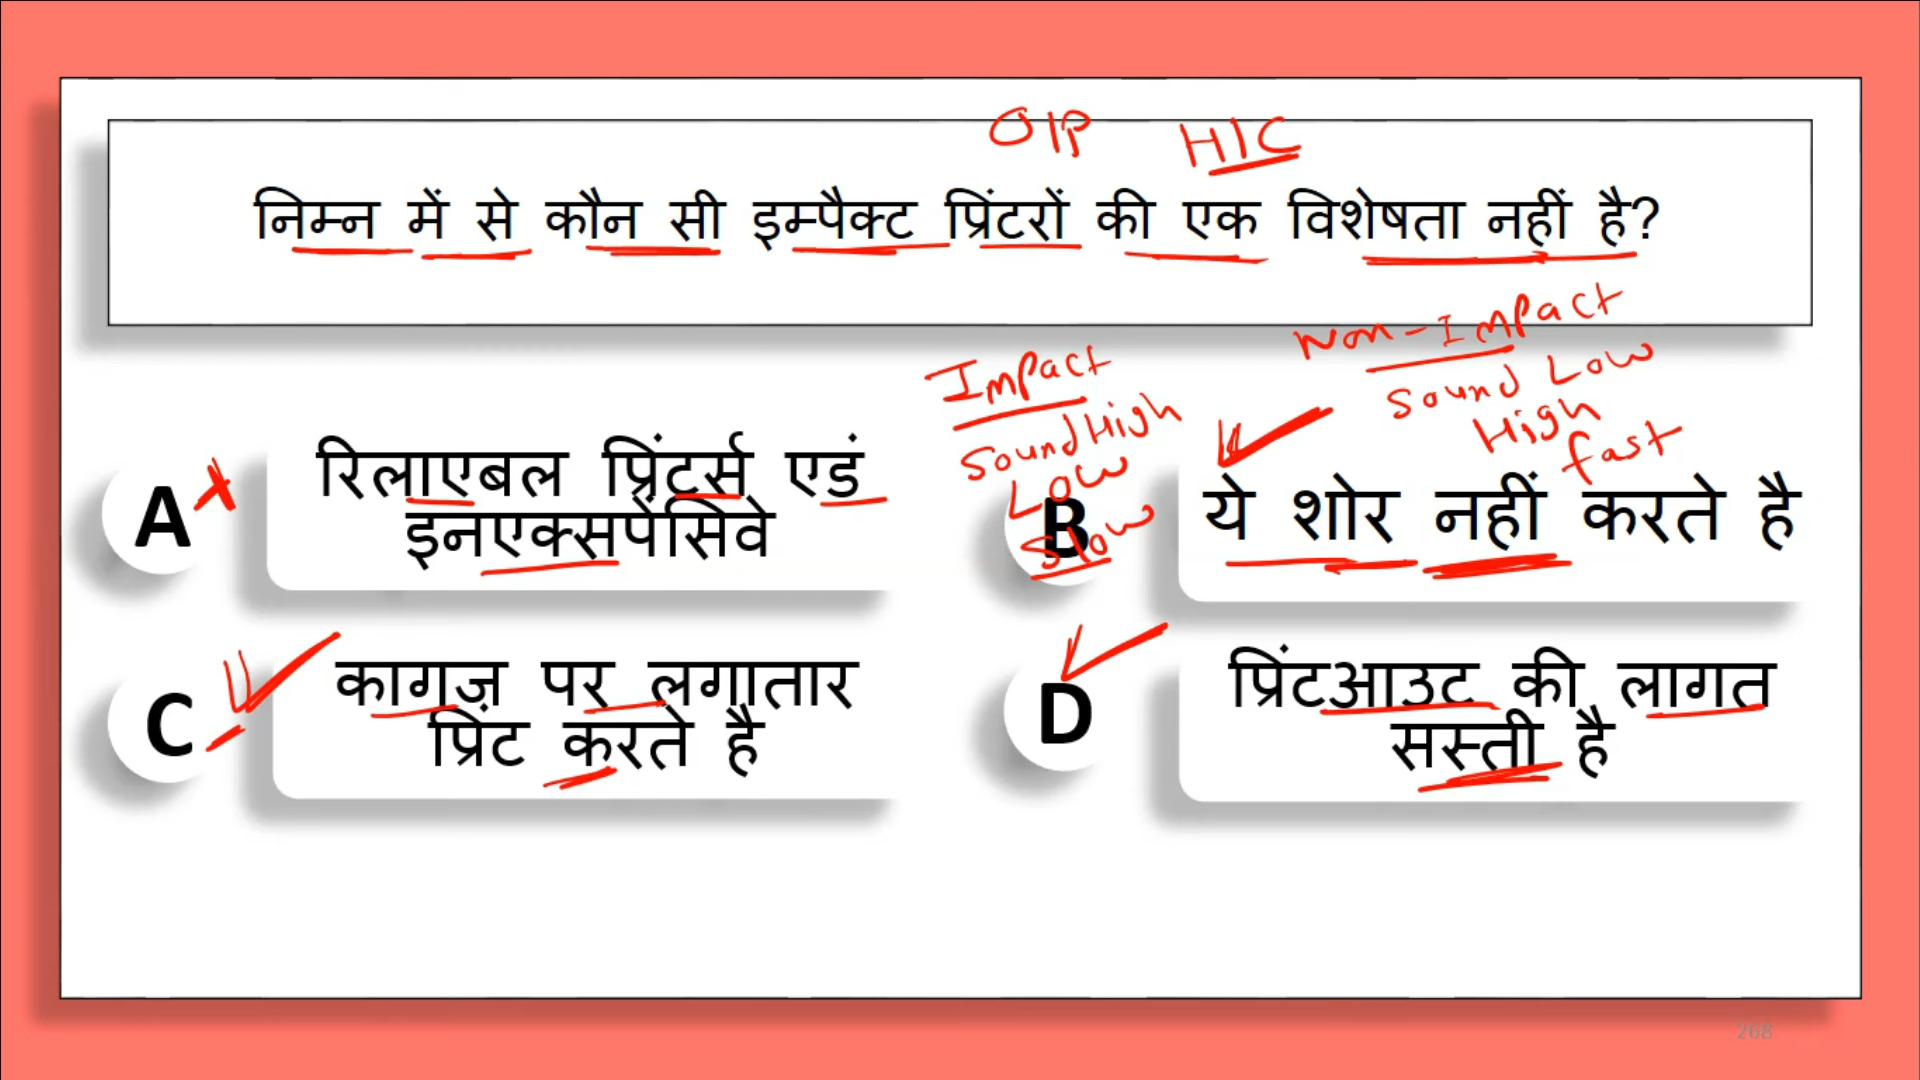 O/P H/C
निम्न में से कौन सी इम्पैक्ट प्रिंटरों की एक विशेषता नहीं है?
Impact
Sound High
Low
Slow
Non-Impact
Sound Low
High
fast
A
रिलाएबल प्रिंटर्स एडं
इनएक्सपेंसिवे
B
ये शोर नहीं करते है
C
कागज़ पर लगातार
प्रिंट करते है
D
प्रिंटआउट की लागत
सस्ती है
268